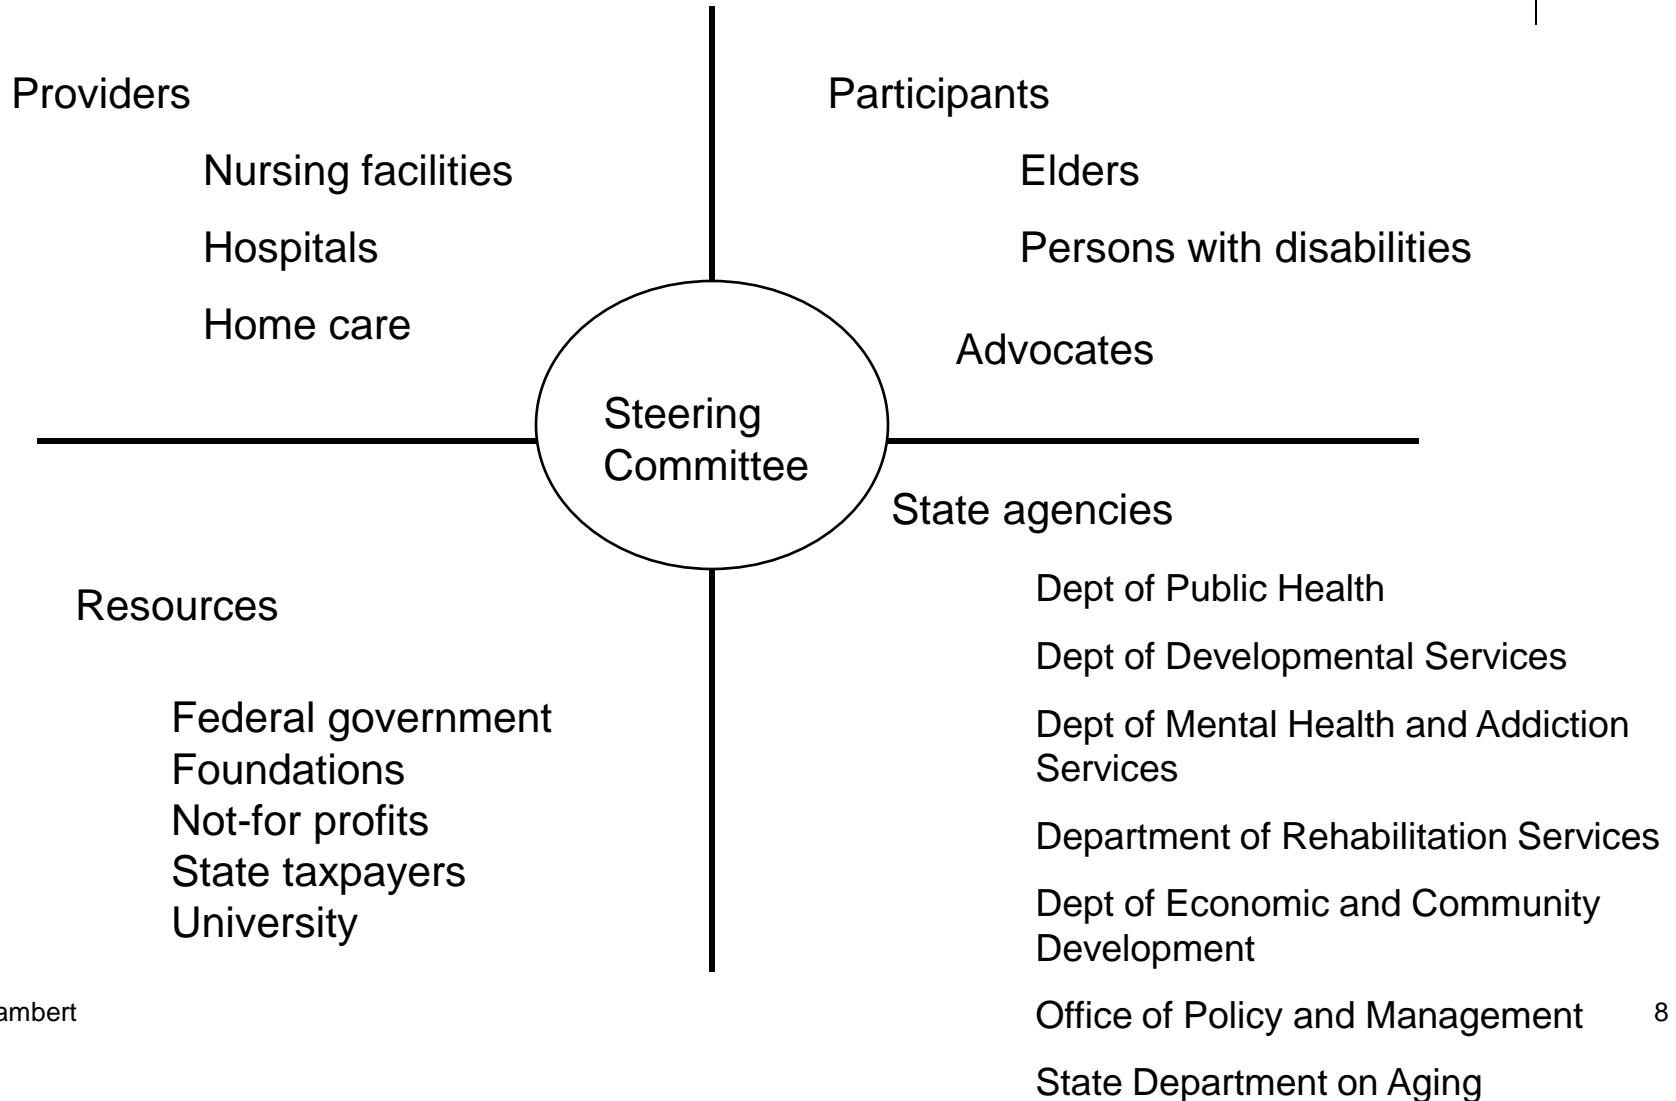 Providers
Nursing facilities
Hospitals
Home care
Participants
Elders
Persons with disabilities
Advocates
Steering
Committee
Resources
Federal government
Foundations
Not-for profits
State taxpayers
University
State agencies
Dept of Public Health
Dept of Developmental Services
Dept of Mental Health and Addiction
Services
Department of Rehabilitation Services
Dept of Economic and Community
Development
Office of Policy and Management
State Department on Aging
ambert
8